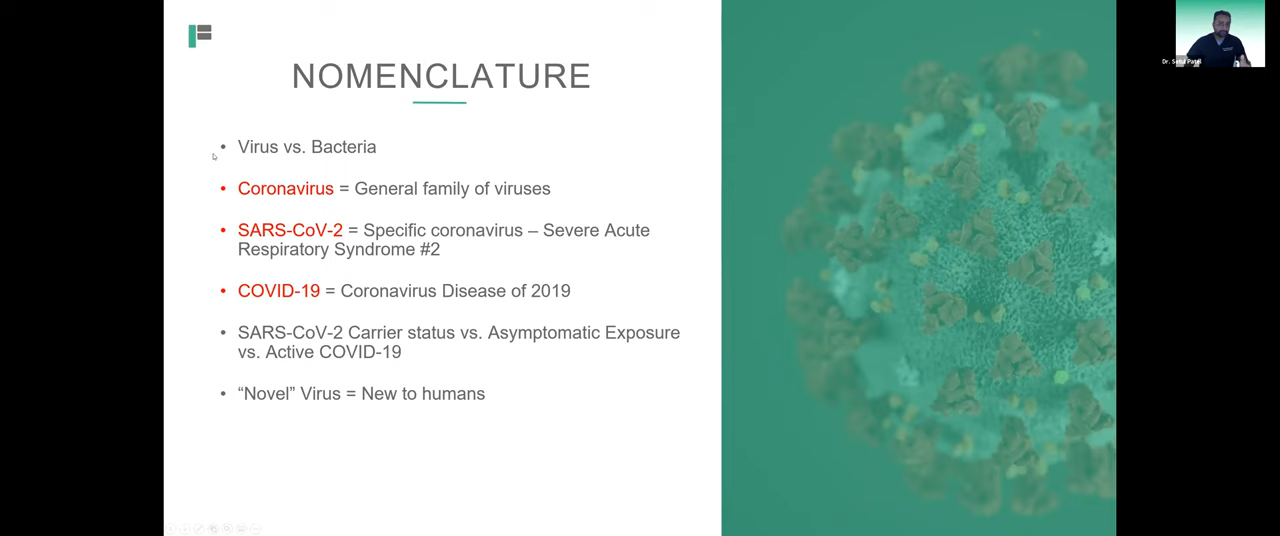 NOMENCLATURE
• Virus vs. Bacteria
• Coronavirus = General family of viruses
• SARS-CoV-2 = Specific coronavirus – Severe Acute
Respiratory Syndrome #2
• COVID-19 = Coronavirus Disease of 2019
• SARS-CoV-2 Carrier status vs. Asymptomatic Exposure
vs. Active COVID-19
• “Novel” Virus = New to humans
Dr. Patel